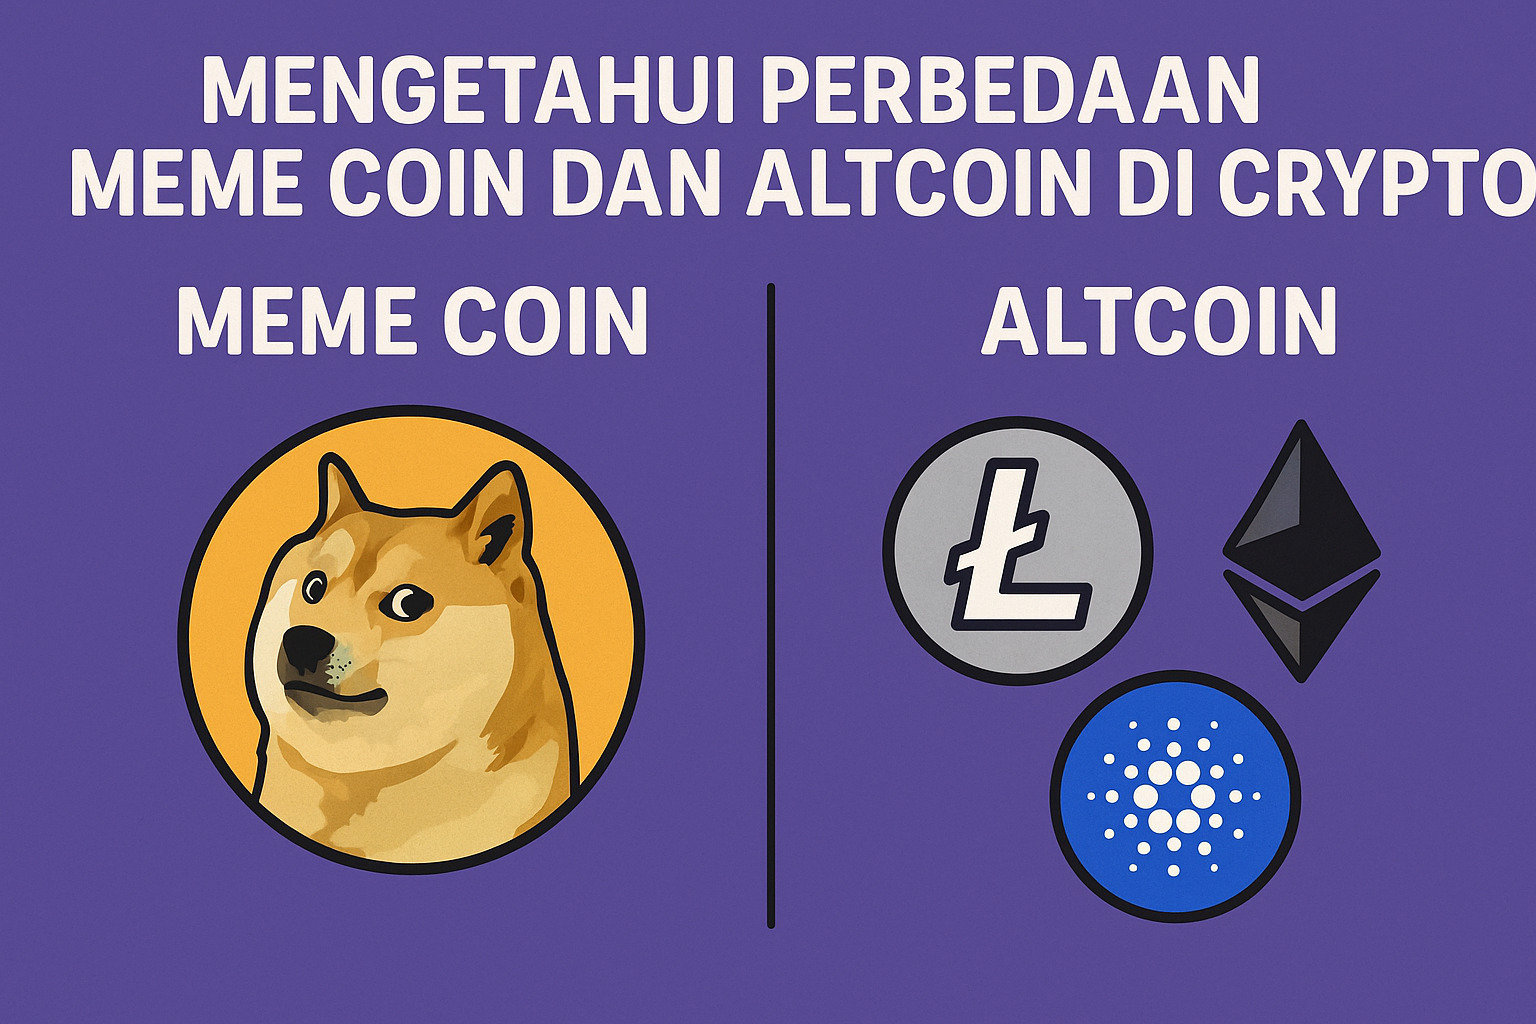 MENGETAHUI PERBEDAAN
MEME COIN DAN ALTCOIN DI CRYPTO
MEME COIN
ALTCOIN